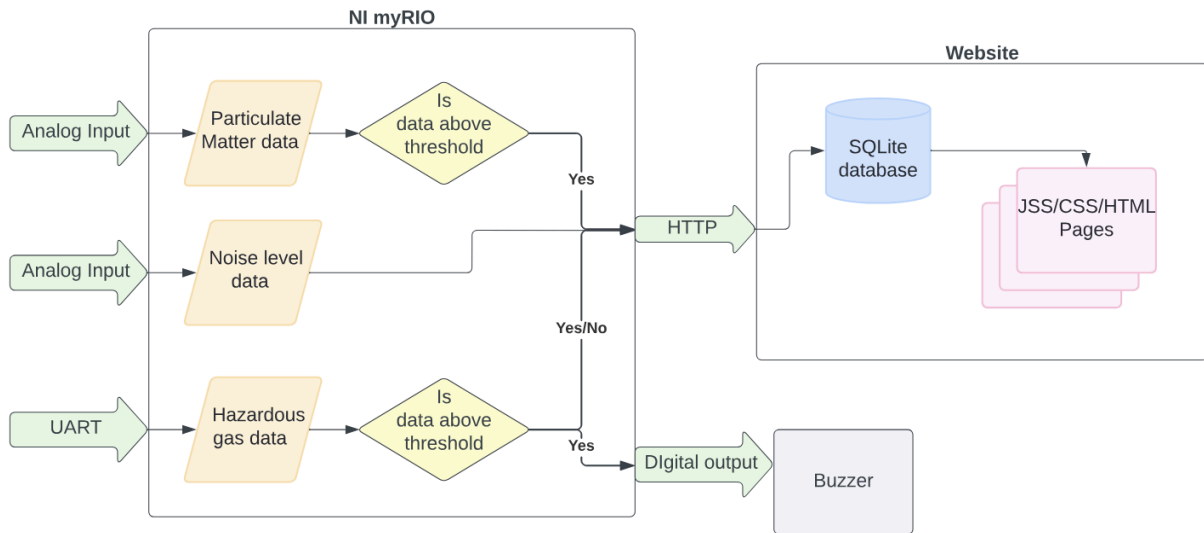 NI myRIO
Website
Analog Input
Particulate
Matter data
Is
data above
threshold
Yes
SQLite
database
JSS/CSS/HTML
Pages
HTTP
Analog Input
Noise level
data
Yes/No
UART
Hazardous
gas data
Is
data above
threshold
Yes
DIgital output
Buzzer